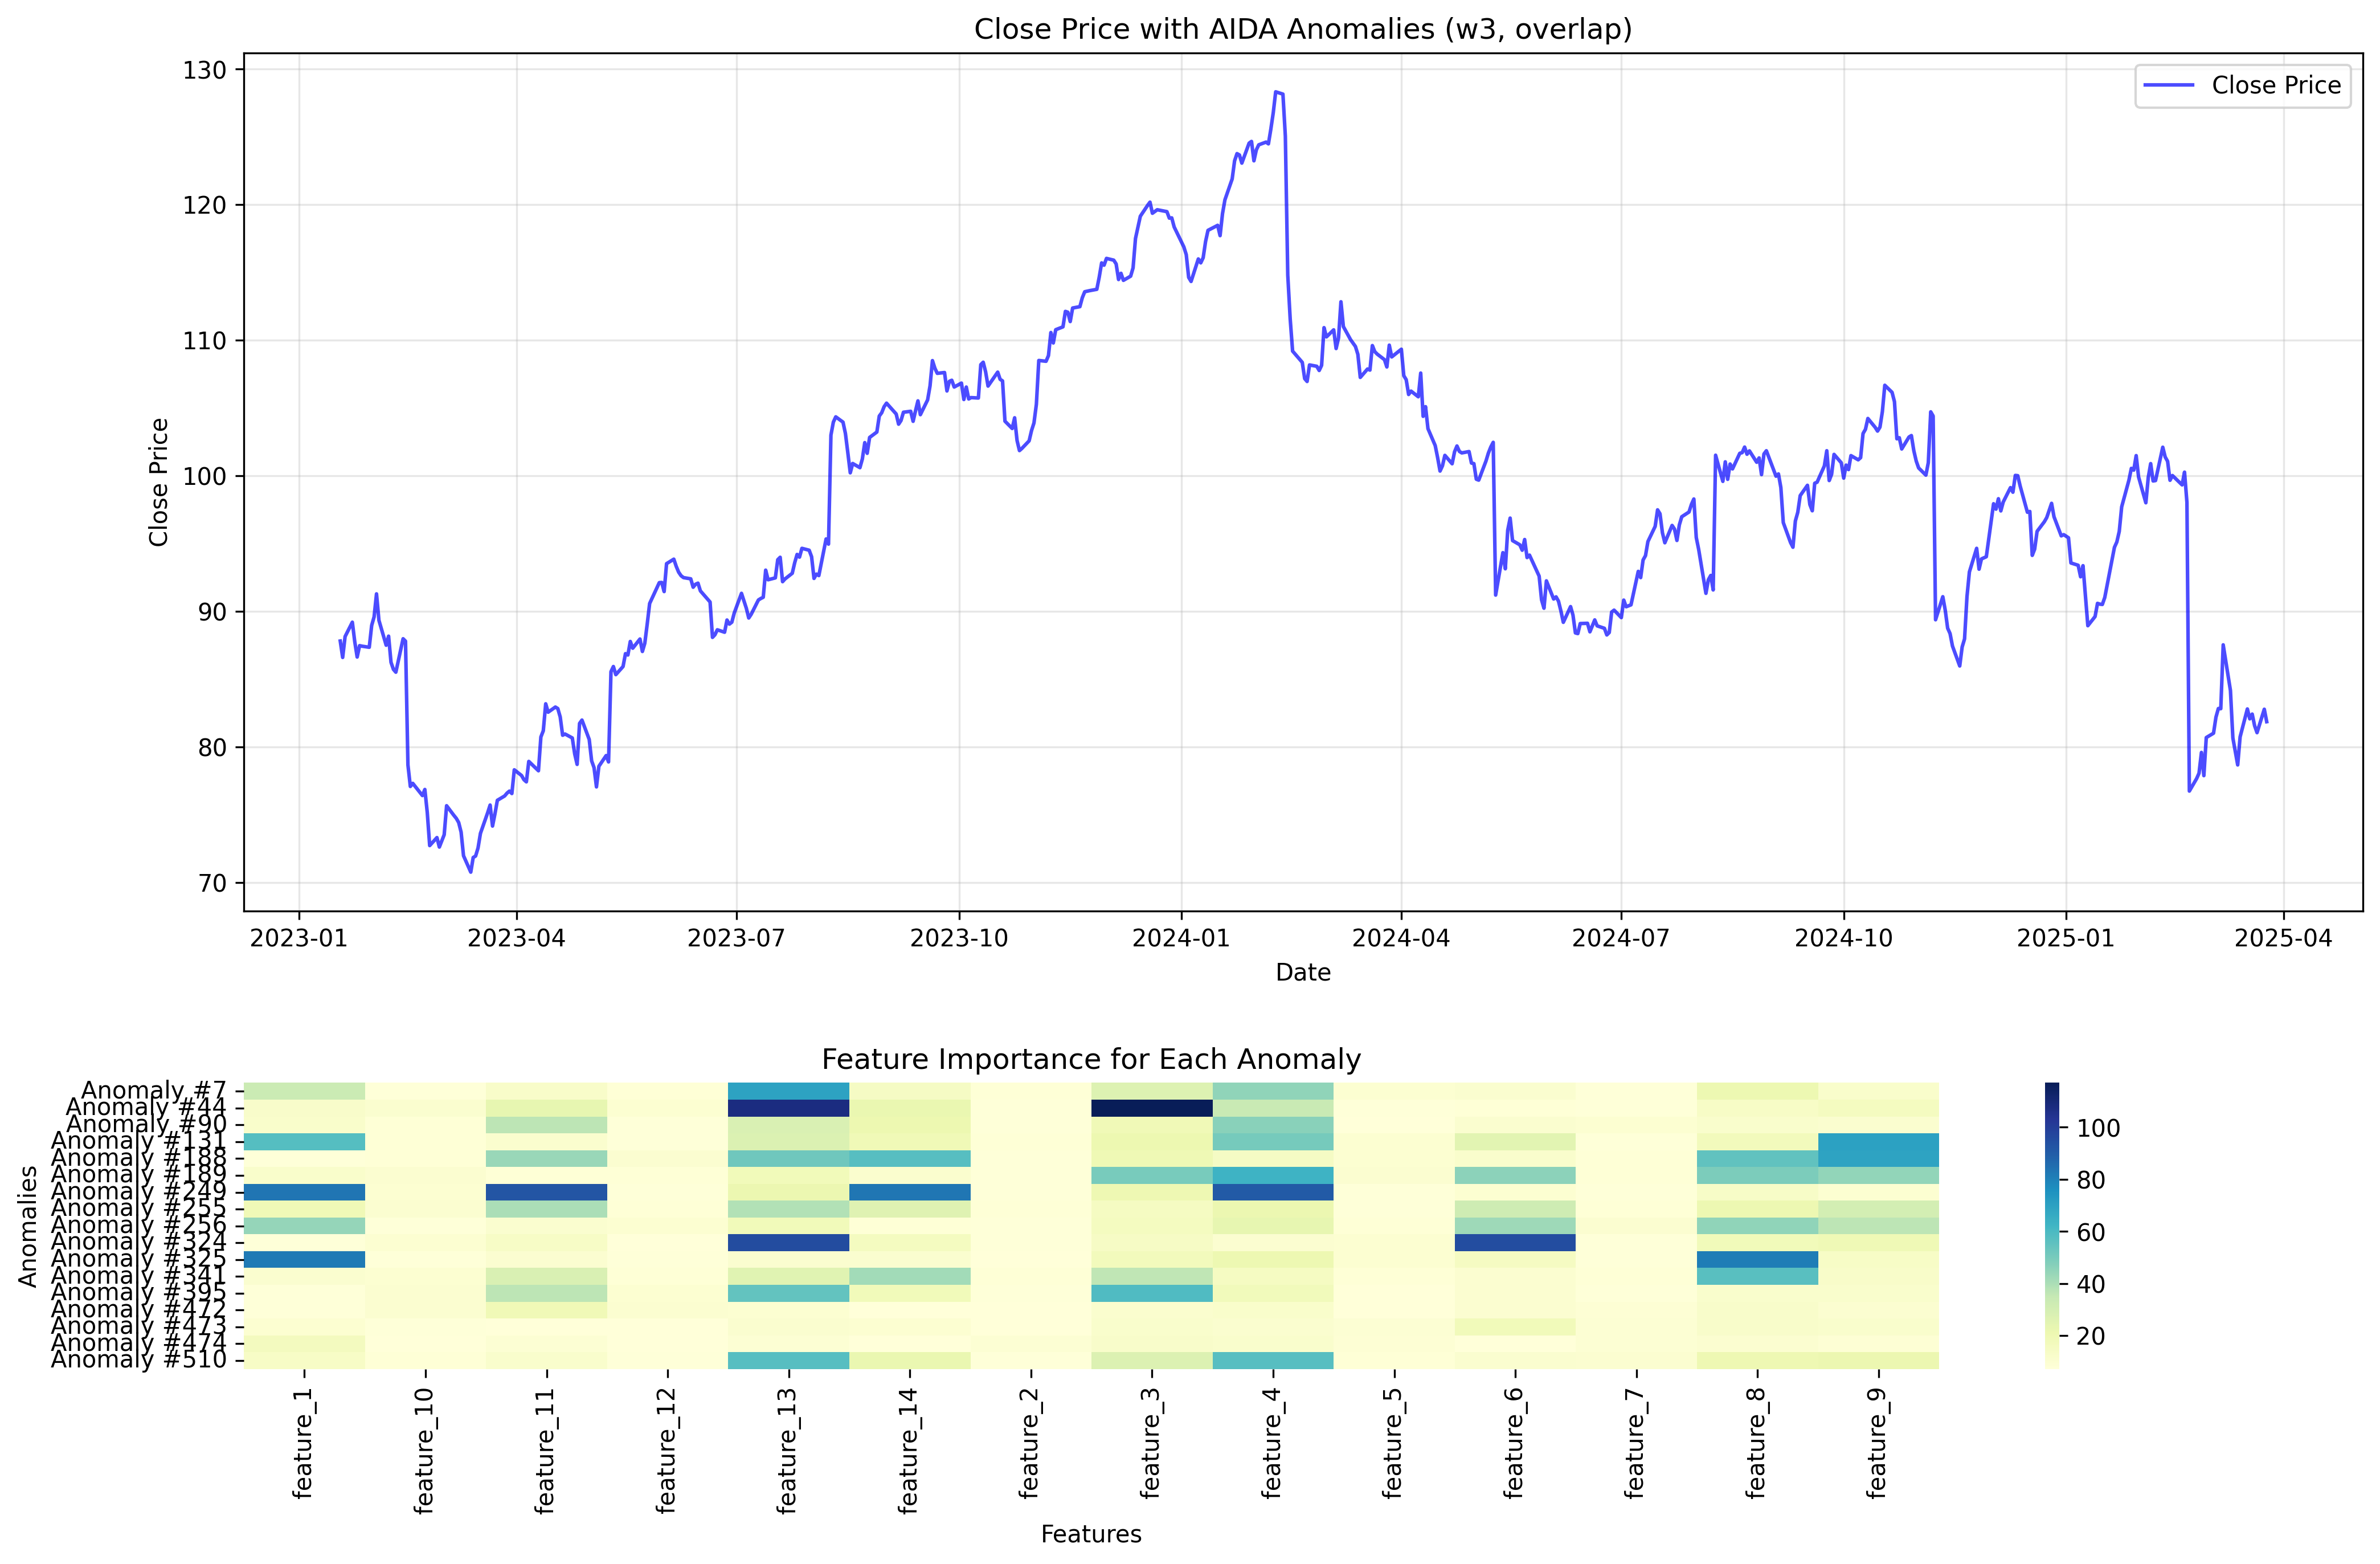 Close Price with AIDA Anomalies (w3, overlap)
130
120
110
100
90
80
70
Close Price
Close Price
2023-01
2023-04
2023-07
2023-10
2024-01
2024-04
2024-07
2024-10
2025-01
2025-04
Date
Feature Importance for Each Anomaly
Anomalies
Anomaly #7
Anomaly #44
Anomaly #90
Anomaly #131
Anomaly #188
Anomaly #189
Anomaly #249
Anomaly #255
Anomaly #256
Anomaly #324
Anomaly #325
Anomaly #341
Anomaly #395
Anomaly #472
Anomaly #473
Anomaly #474
Anomaly #510
feature_1
feature_10
feature_11
feature_12
feature_13
feature_14
feature_2
feature_3
feature_4
feature_5
feature_6
feature_7
feature_8
feature_9
Features
100
80
60
40
20